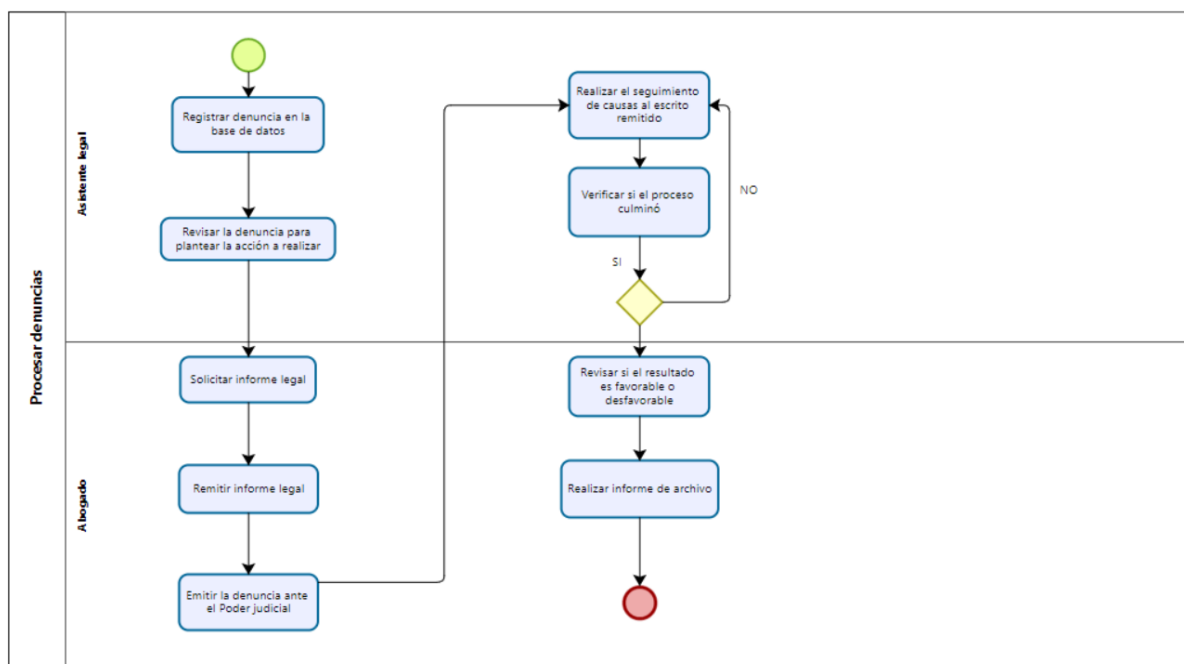 Procesar denuncias
Asistente legal
Registrar denuncia en la
base de datos
Revisar la denuncia para
plantear la acción a realizar
Realizar el seguimiento
de causas al escrito
remitido
Verificar si el proceso
culminó
NO
SI
Abogado
Solicitar informe legal
Remitir informe legal
Emitir la denuncia ante
el Poder judicial
Revisar si el resultado
es favorable o
desfavorable
Realizar informe de archivo